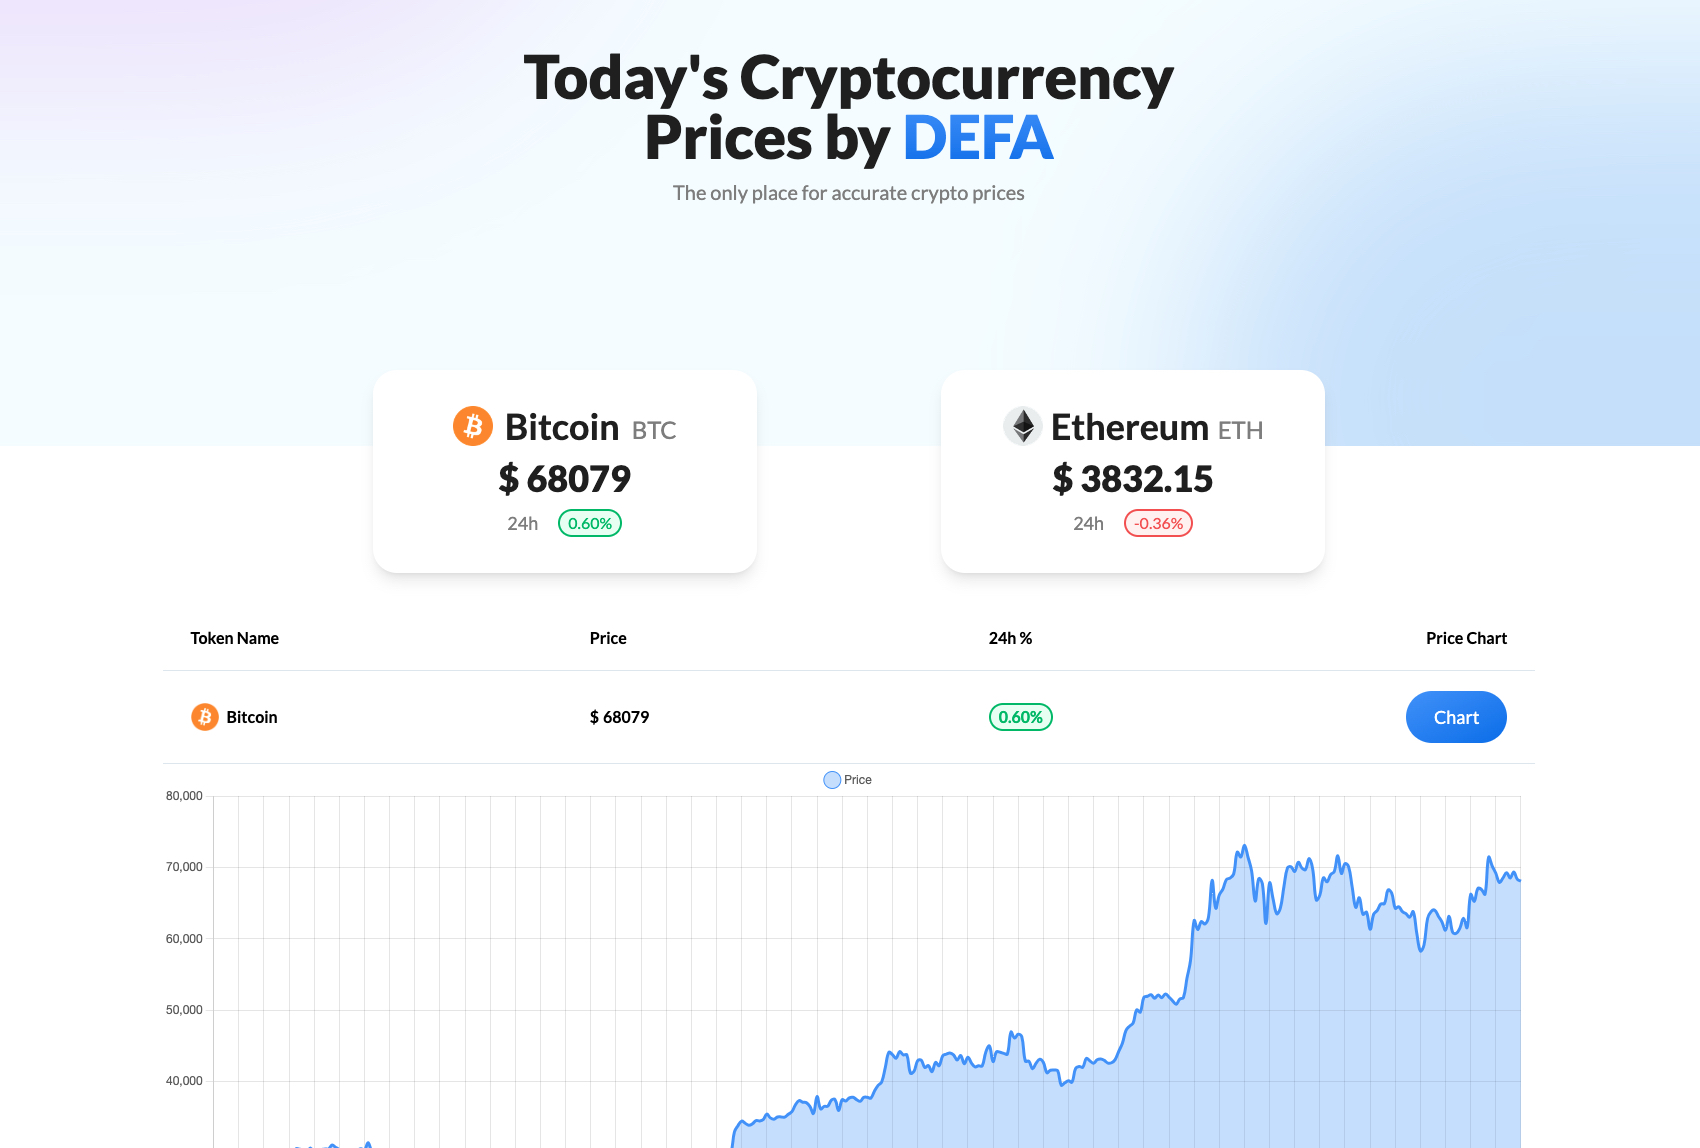 Today's Cryptocurrency
Prices by DEFA
The only place for accurate crypto prices
Bitcoin BTC
$ 68079
24h 0.60%
Ethereum ETH
$ 3832.15
24h -0.36%
Token Name Price 24h % Price Chart
Bitcoin $ 68079 0.60% Chart
Price
80,000
70,000
60,000
50,000
40,000